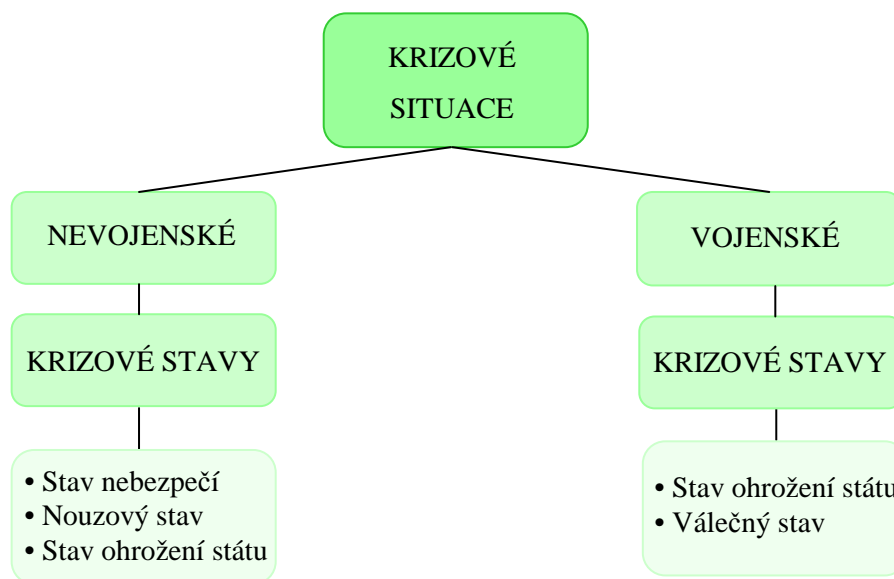 KRIZOVÉ
SITUACE
NEVOJENSKÉ
VOJENSKÉ
KRIZOVÉ STAVY
KRIZOVÉ STAVY
• Stav nebezpečí
• Nouzový stav
• Stav ohrožení státu
• Stav ohrožení státu
• Válečný stav